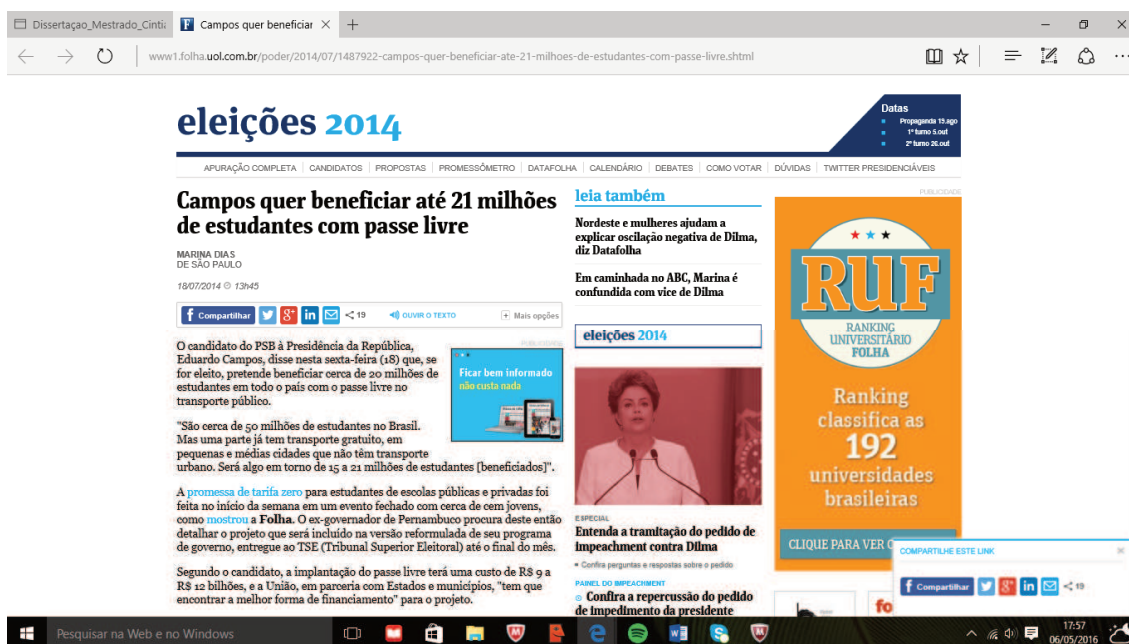 Dissertaçao_Mestrado_Cintia
Campos quer beneficiar
www1.folha.uol.com.br/poder/2014/07/1487922-campos-quer-beneficiar-ate-21-milhoes-de-estudantes-com-passe-livre.shtml
eleições 2014
Datas
Propaganda 19.ago
1º turno 5.out
2º turno 26.out
APURAÇÃO COMPLETA CANDIDATOS PROPOSTAS PROMESSÔMETRO DATAFOLHA CALENDÁRIO DEBATES COMO VOTAR DÚVIDAS TWITTER PRESIDENCIÁVEIS
Campos quer beneficiar até 21 milhões
de estudantes com passe livre
MARINA DIAS
DE SÃO PAULO
18/07/2014 13h45
Compartilhar
19
OUVIR O TEXTO
Mais opções
PUBLICIDADE
Ficar bem informado
não custa nada
O candidato do PSB à Presidência da República,
Eduardo Campos, disse nesta sexta-feira (18) que, se
for eleito, pretende beneficiar cerca de 20 milhões de
estudantes em todo o país com o passe livre no
transporte público.
"São cerca de 50 milhões de estudantes no Brasil.
Mas uma parte já tem transporte gratuito, em
pequenas e médias cidades que não têm transporte
urbano. Será algo em torno de 15 a 21 milhões de estudantes [beneficiados]".
A promessa de tarifa zero para estudantes de escolas públicas e privadas foi
feita no início da semana em um evento fechado com cerca de cem jovens,
como mostrou a Folha. O ex-governador de Pernambuco procura deste então
detalhar o projeto que será incluído na versão reformulada de seu programa
de governo, entregue ao TSE (Tribunal Superior Eleitoral) até o final do mês.
Segundo o candidato, a implantação do passe livre terá uma custo de R$ 9 a
R$ 12 bilhões, e a União, em parceria com Estados e municípios, "tem que
encontrar a melhor forma de financiamento" para o projeto.
leia também
Nordeste e mulheres ajudam a
explicar oscilação negativa de Dilma,
diz Datafolha
Em caminhada no ABC, Marina é
confundida com vice de Dilma
eleições 2014
ESPECIAL
Entenda a tramitação do pedido de
impeachment contra Dilma
Confira perguntas e respostas sobre o pedido
PAINEL DO IMPEACHMENT
Confira a repercussão do pedido
de impedimento da presidente
PUBLICIDADE
RUF
RANKING
UNIVERSITÁRIO
FOLHA
Ranking
classifica as
192
universidades
brasileiras
CLIQUE PARA VER O
COMPARTILHE ESTE LINK
Compartilhar
19
fo
Pesquisar na Web e no Windows
17:57
06/05/2016